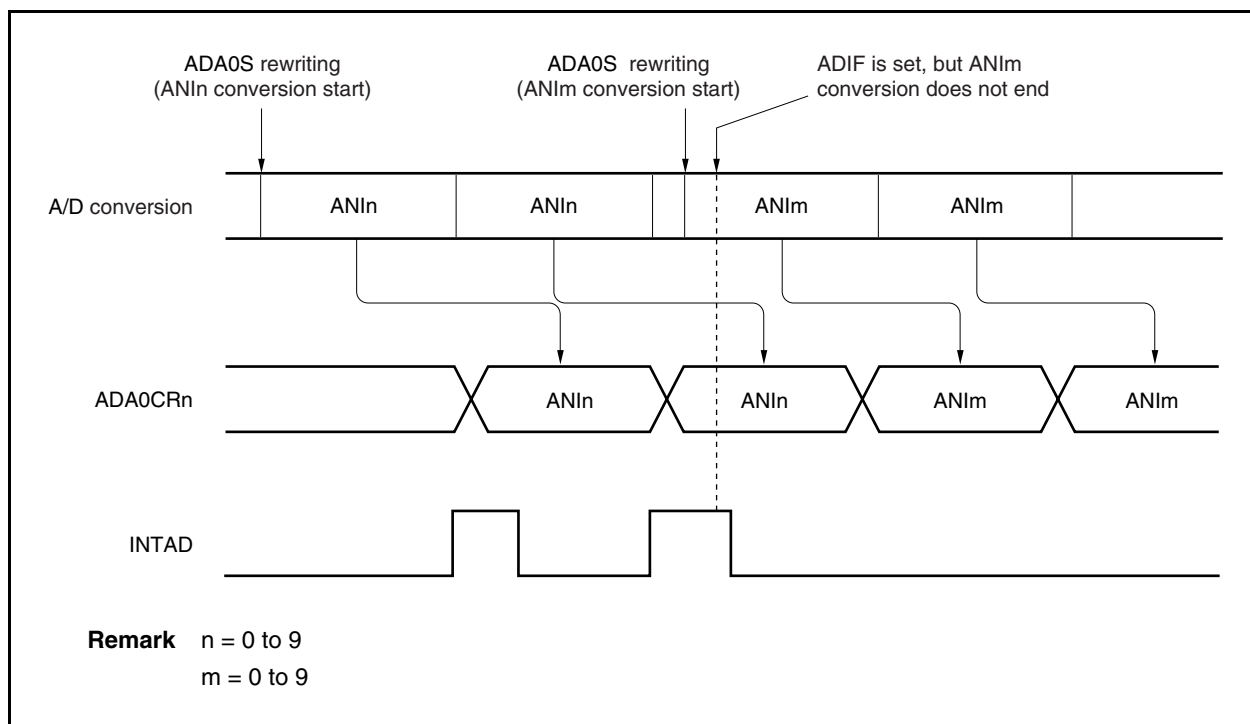 ADA0S rewriting
(ANIn conversion start)
ADA0S rewriting
(ANIm conversion start)
ADIF is set, but ANIm
conversion does not end
A/D conversion
ANIn
ANIn
ANIm
ANIm
ADA0CRn
ANIn
ANIn
ANIm
ANIm
INTAD
Remark n = 0 to 9
m = 0 to 9